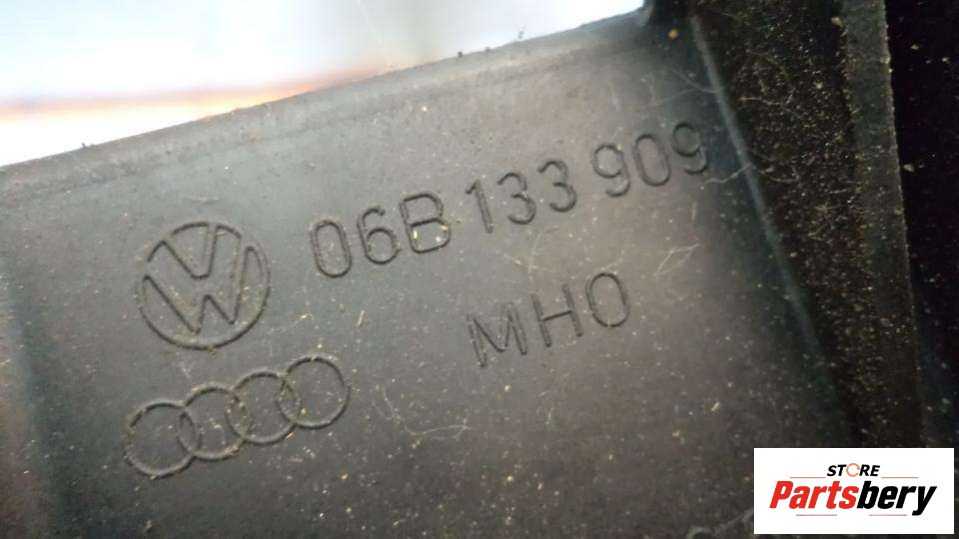 06B 133 909
MHO
STORE
Partsbery